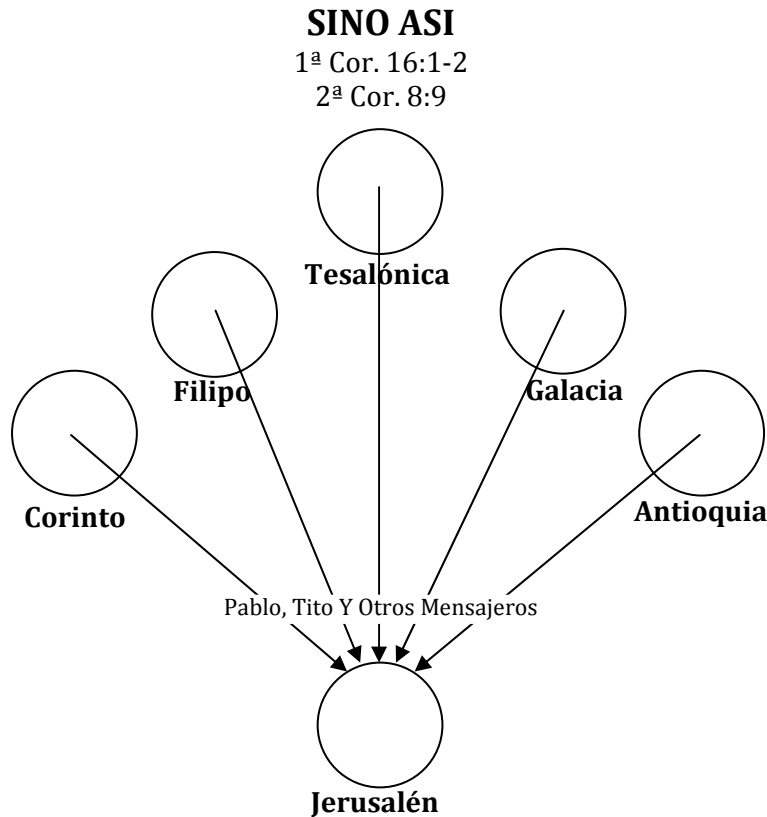 SINO ASI
1ª Cor. 16:1-2
2ª Cor. 8:9
Tesalónica
Filipo
Galacia
Corinto
Antioquia
Pablo, Tito Y Otros Mensajeros
Jerusalén